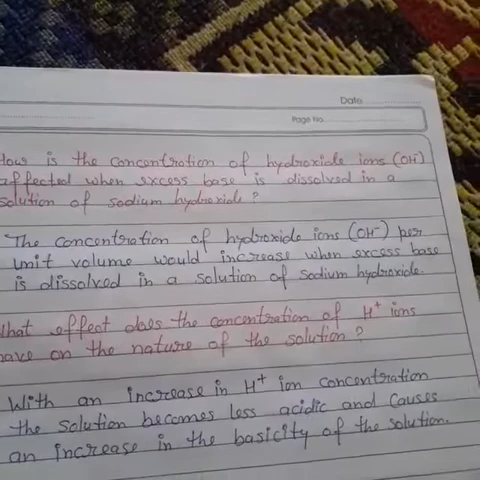 Date
Page No.
How is the concentration of hydroxide ions (OH⁻)
affected when excess base is dissolved in a
solution of sodium hydroxide?
The concentration of hydroxide ions (OH⁻) per
unit volume would increase when excess base
is dissolved in a solution of sodium hydroxide.
What effect does the concentration of H⁺ ions
have on the nature of the solution?
With an increase in H⁺ ion concentration
the solution becomes less acidic and causes
an increase in the basicity of the solution.